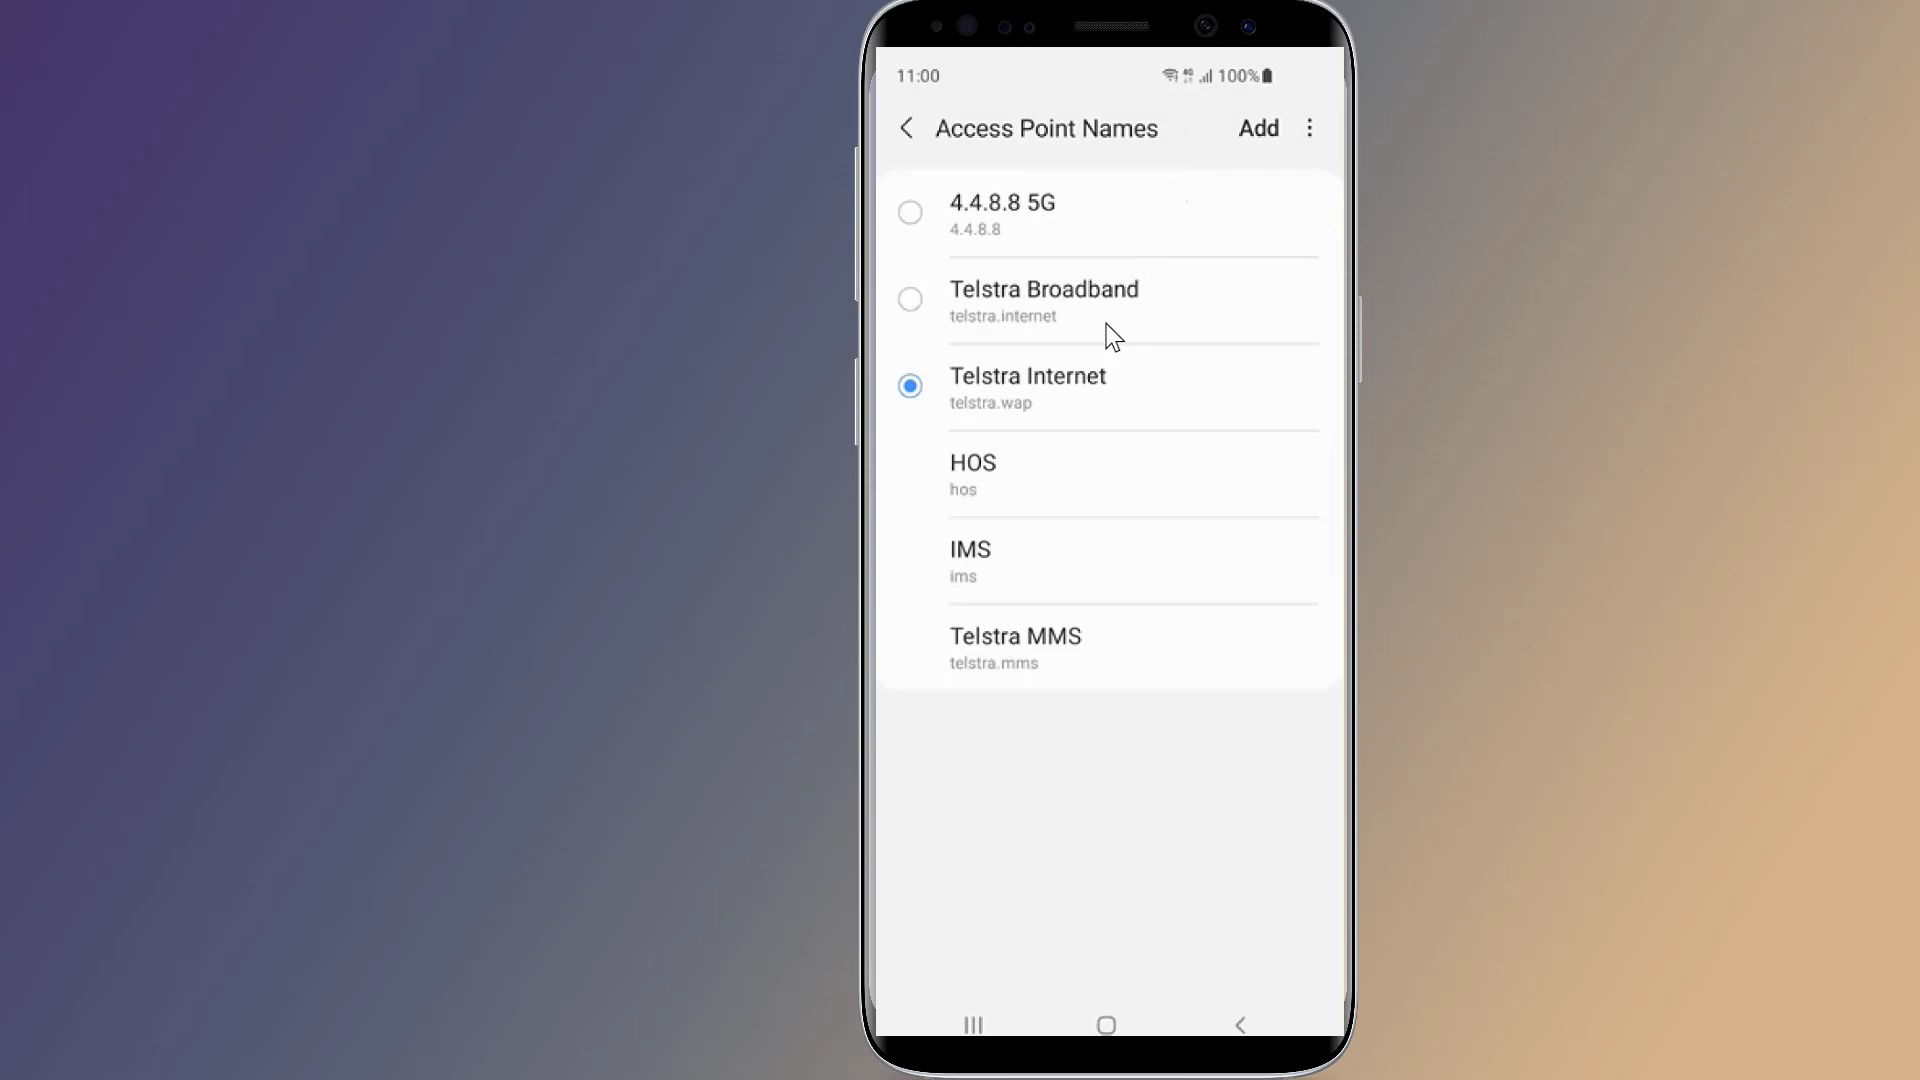 11:00
100%
Access Point Names
Add
4.4.8.8 5G
4.4.8.8
Telstra Broadband
telstra.internet
Telstra Internet
telstra.wap
HOS
hos
IMS
ims
Telstra MMS
telstra.mms